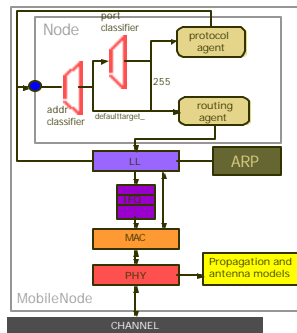 port
classifier
Node
protocol
agent
255
addr
classifier
defaulttarget_
routing
agent
LL
ARP
IFQ
MAC
PHY
Propagation and
antenna models
MobileNode
CHANNEL